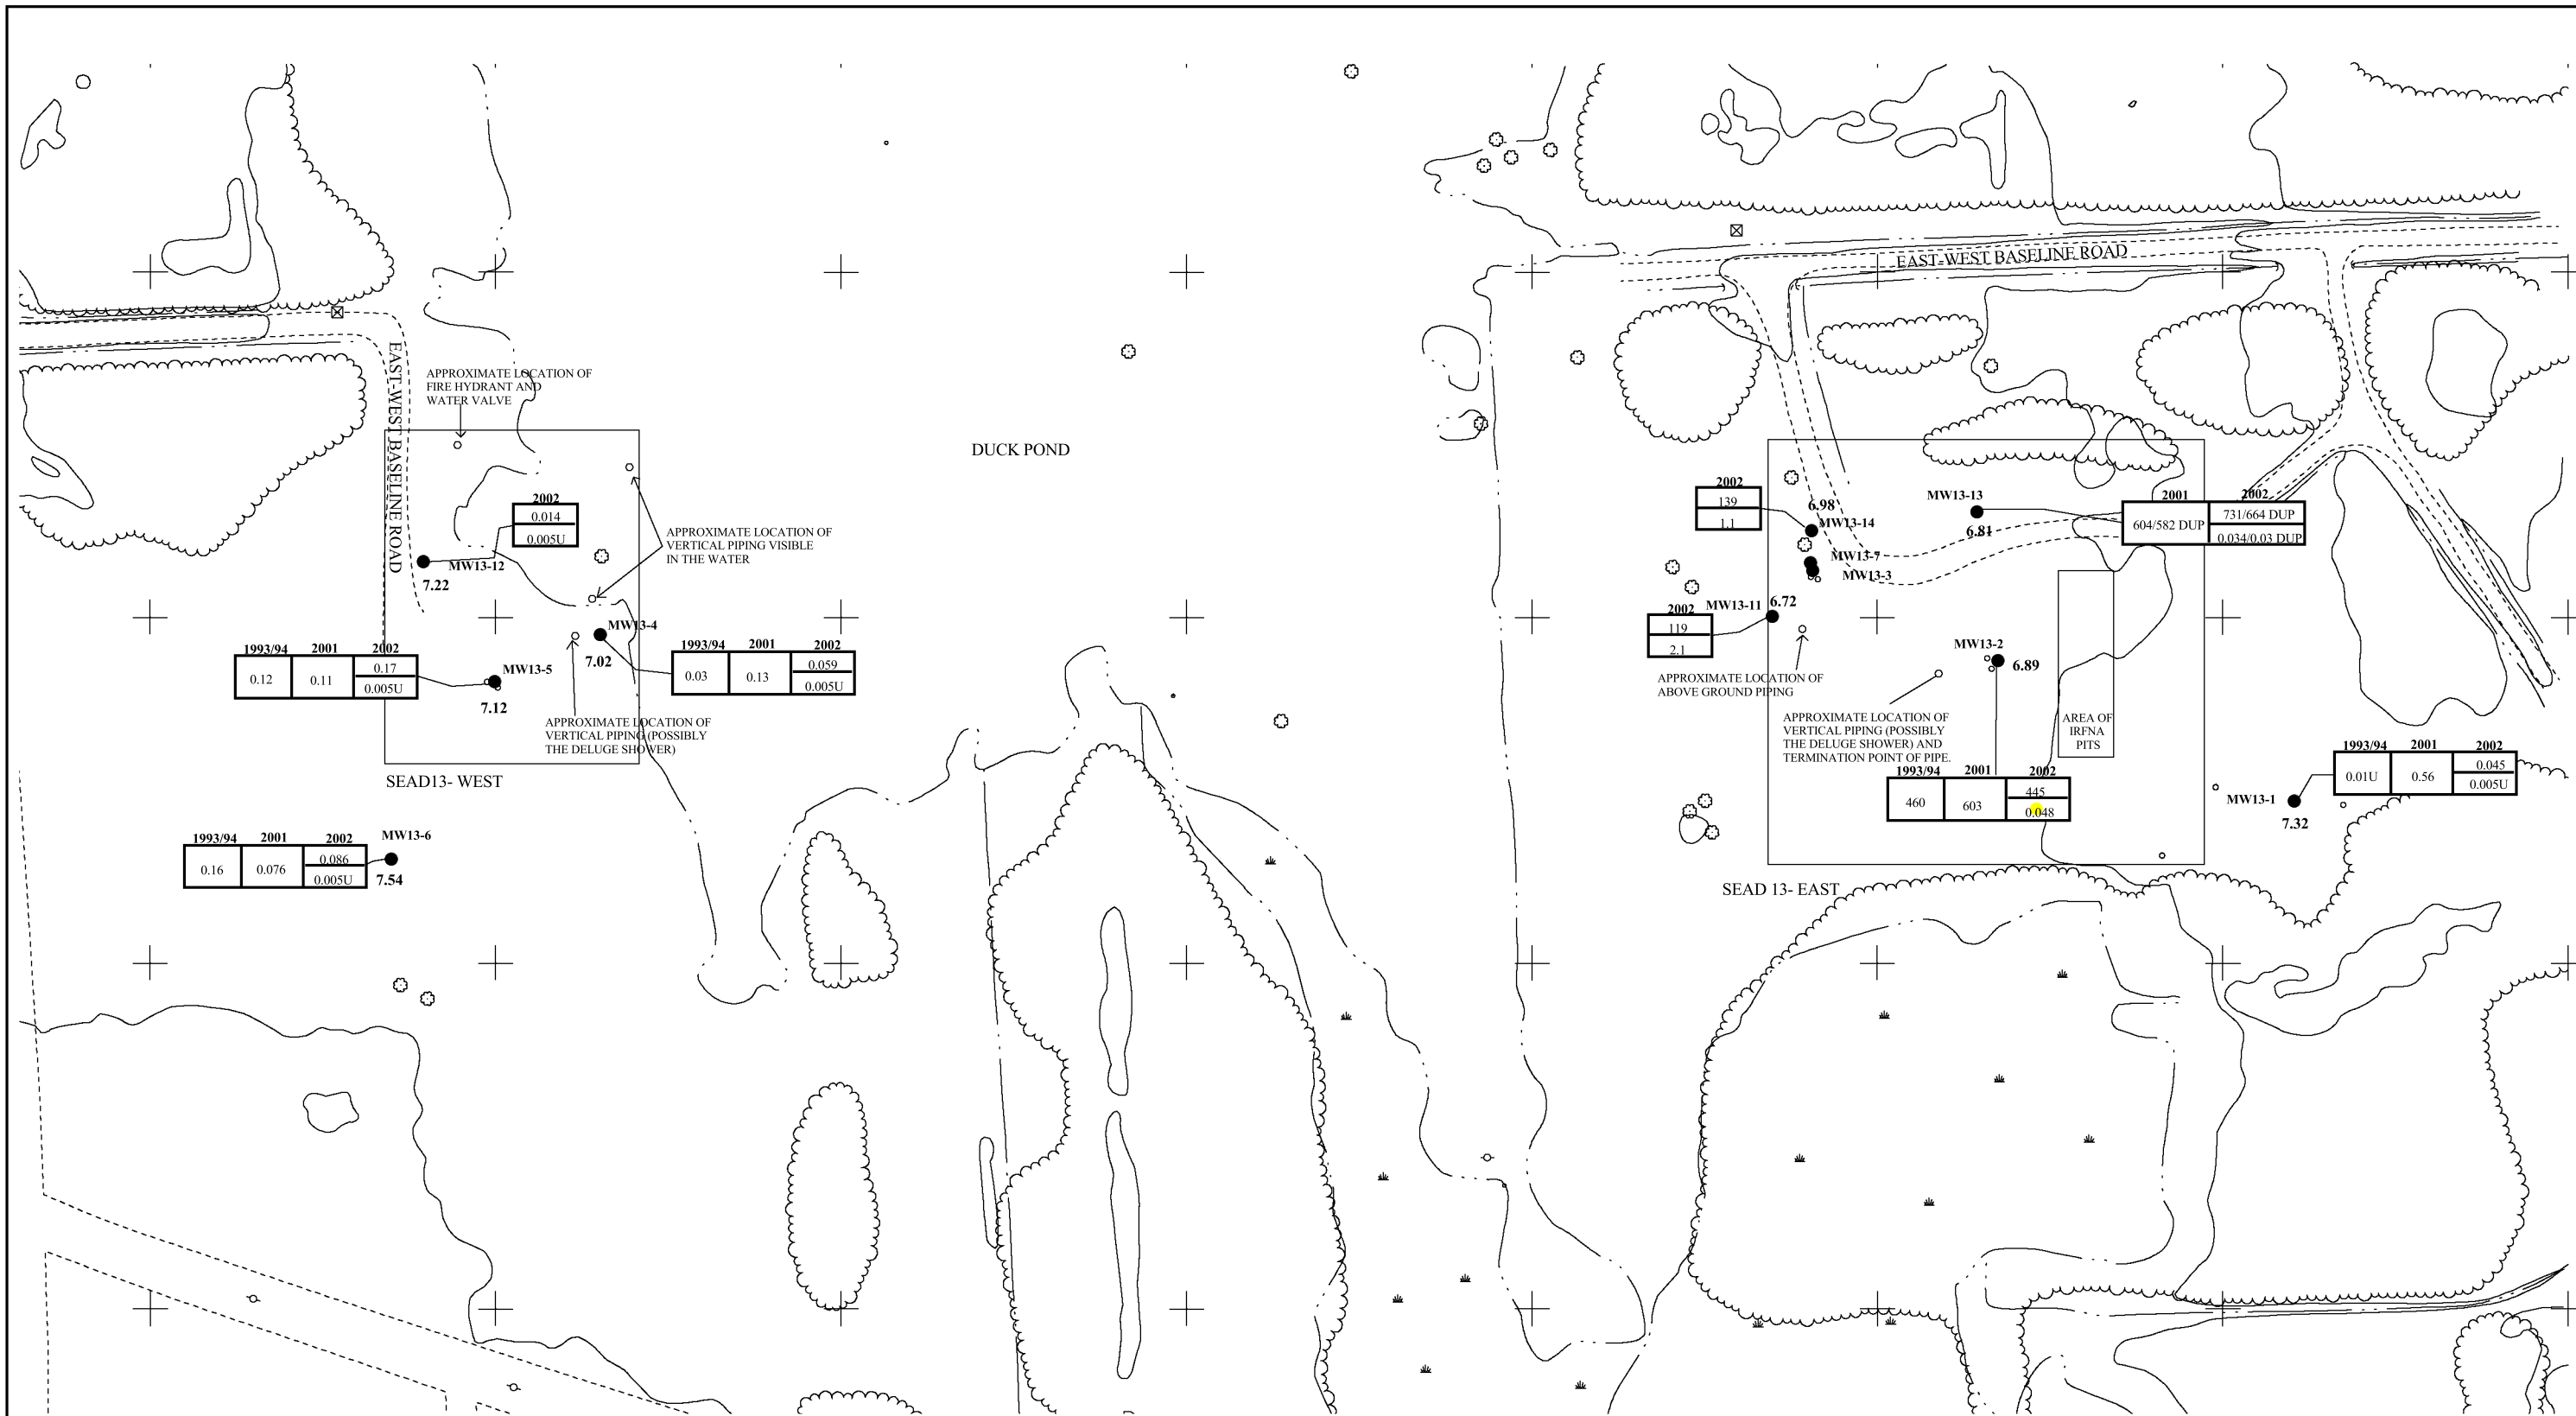 EAST-WEST BASELINE ROAD
EAST-WEST BASELINE ROAD
APPROXIMATE LOCATION OF
FIRE HYDRANT AND
WATER VALVE
DUCK POND
2002
0.014
0.005U
MW13-12
7.22
APPROXIMATE LOCATION OF
VERTICAL PIPING VISIBLE
IN THE WATER
MW13-4
7.02
1993/94 2001 2002
0.03 0.13 0.059
0.005U
1993/94 2001 2002
0.12 0.11 0.17
0.005U
MW13-5
7.12
APPROXIMATE LOCATION OF
VERTICAL PIPING (POSSIBLY
THE DELUGE SHOWER)
SEAD13- WEST
1993/94 2001 2002
0.16 0.076 0.086
0.005U
MW13-6
7.54
2002
139
1.1
6.98
MW13-14
MW13-7
MW13-3
MW13-13
6.81
2001 2002
604/582 DUP 731/664 DUP
0.034/0.03 DUP
2002
119
2.1
MW13-11 6.72
APPROXIMATE LOCATION OF
ABOVE GROUND PIPING
MW13-2
6.89
APPROXIMATE LOCATION OF
VERTICAL PIPING (POSSIBLY
THE DELUGE SHOWER) AND
TERMINATION POINT OF PIPE.
AREA OF
IRFNA
PITS
1993/94 2001 2002
460 603 445
0.048
1993/94 2001 2002
0.01U 0.56 0.045
0.005U
MW13-1
7.32
SEAD 13- EAST